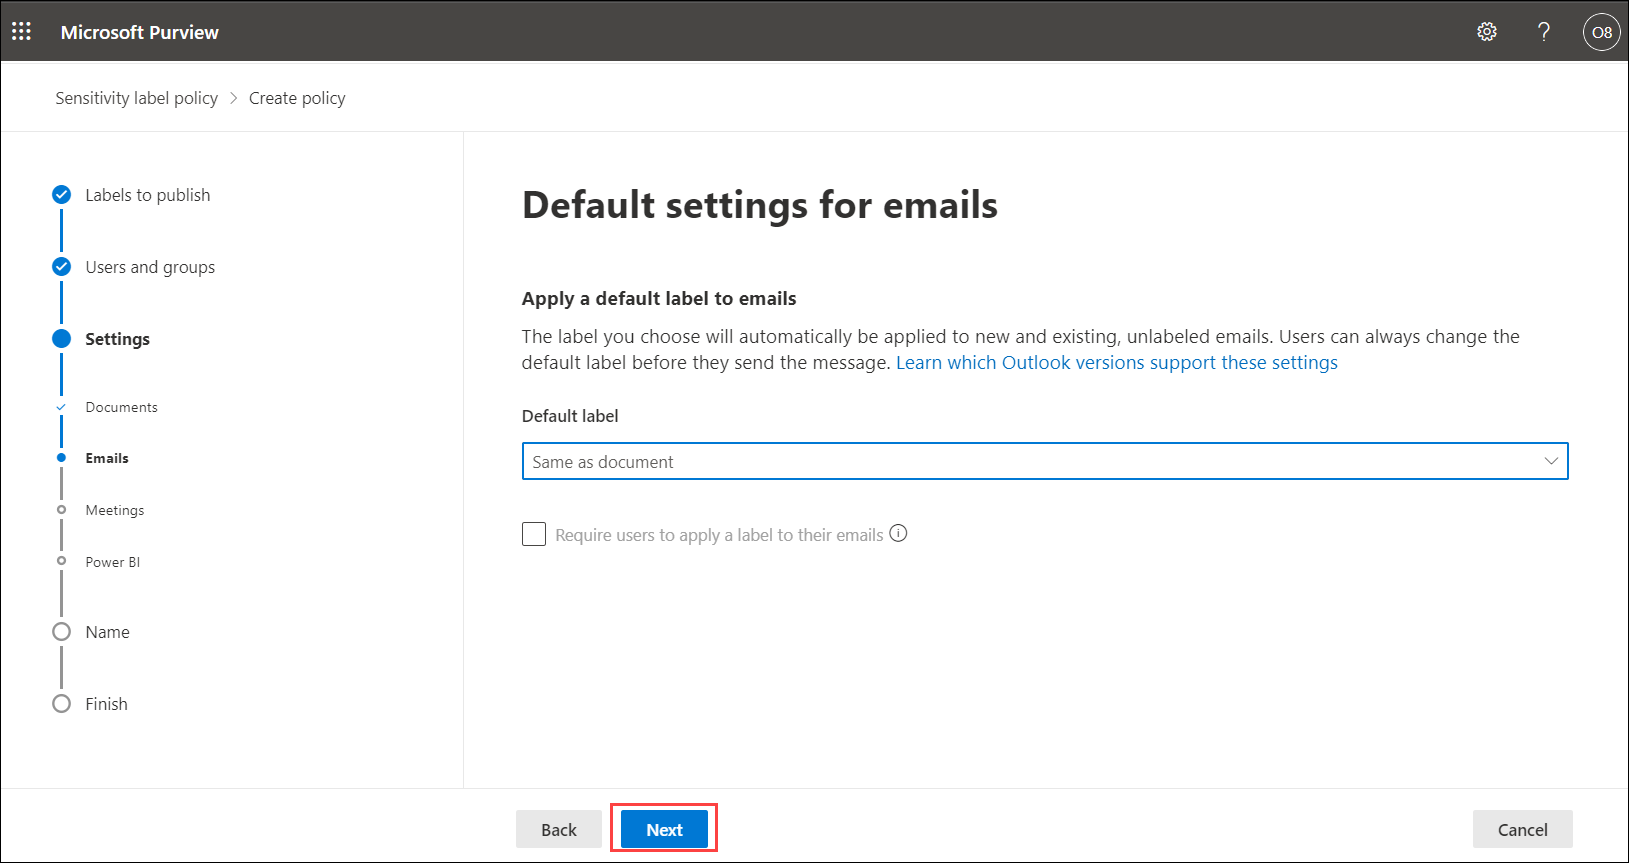 Microsoft Purview
?
O8
Sensitivity label policy > Create policy
Labels to publish
Users and groups
Settings
Documents
Emails
Meetings
Power BI
Name
Finish
Default settings for emails
Apply a default label to emails
The label you choose will automatically be applied to new and existing, unlabeled emails. Users can always change the
default label before they send the message. Learn which Outlook versions support these settings
Default label
Same as document
Require users to apply a label to their emails
Back
Next
Cancel